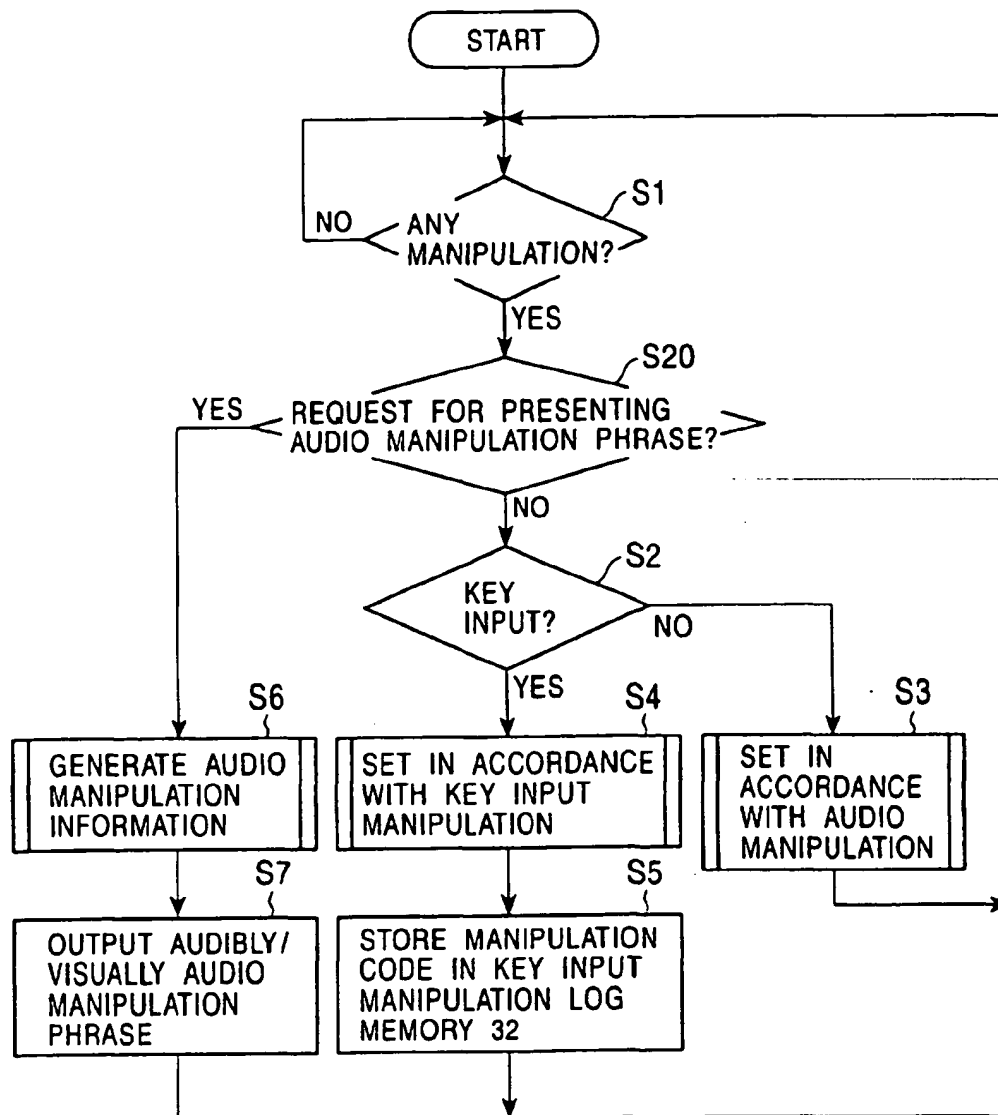 START
S1
NO
ANY
MANIPULATION?
YES
S20
YES
REQUEST FOR PRESENTING
AUDIO MANIPULATION PHRASE?
NO
S2
KEY
INPUT?
NO
YES
S6
GENERATE AUDIO
MANIPULATION
INFORMATION
S4
SET IN ACCORDANCE
WITH KEY INPUT
MANIPULATION
S3
SET IN
ACCORDANCE
WITH AUDIO
MANIPULATION
S7
OUTPUT AUDIBLY/
VISUALLY AUDIO
MANIPULATION
PHRASE
S5
STORE MANIPULATION
CODE IN KEY INPUT
MANIPULATION LOG
MEMORY 32